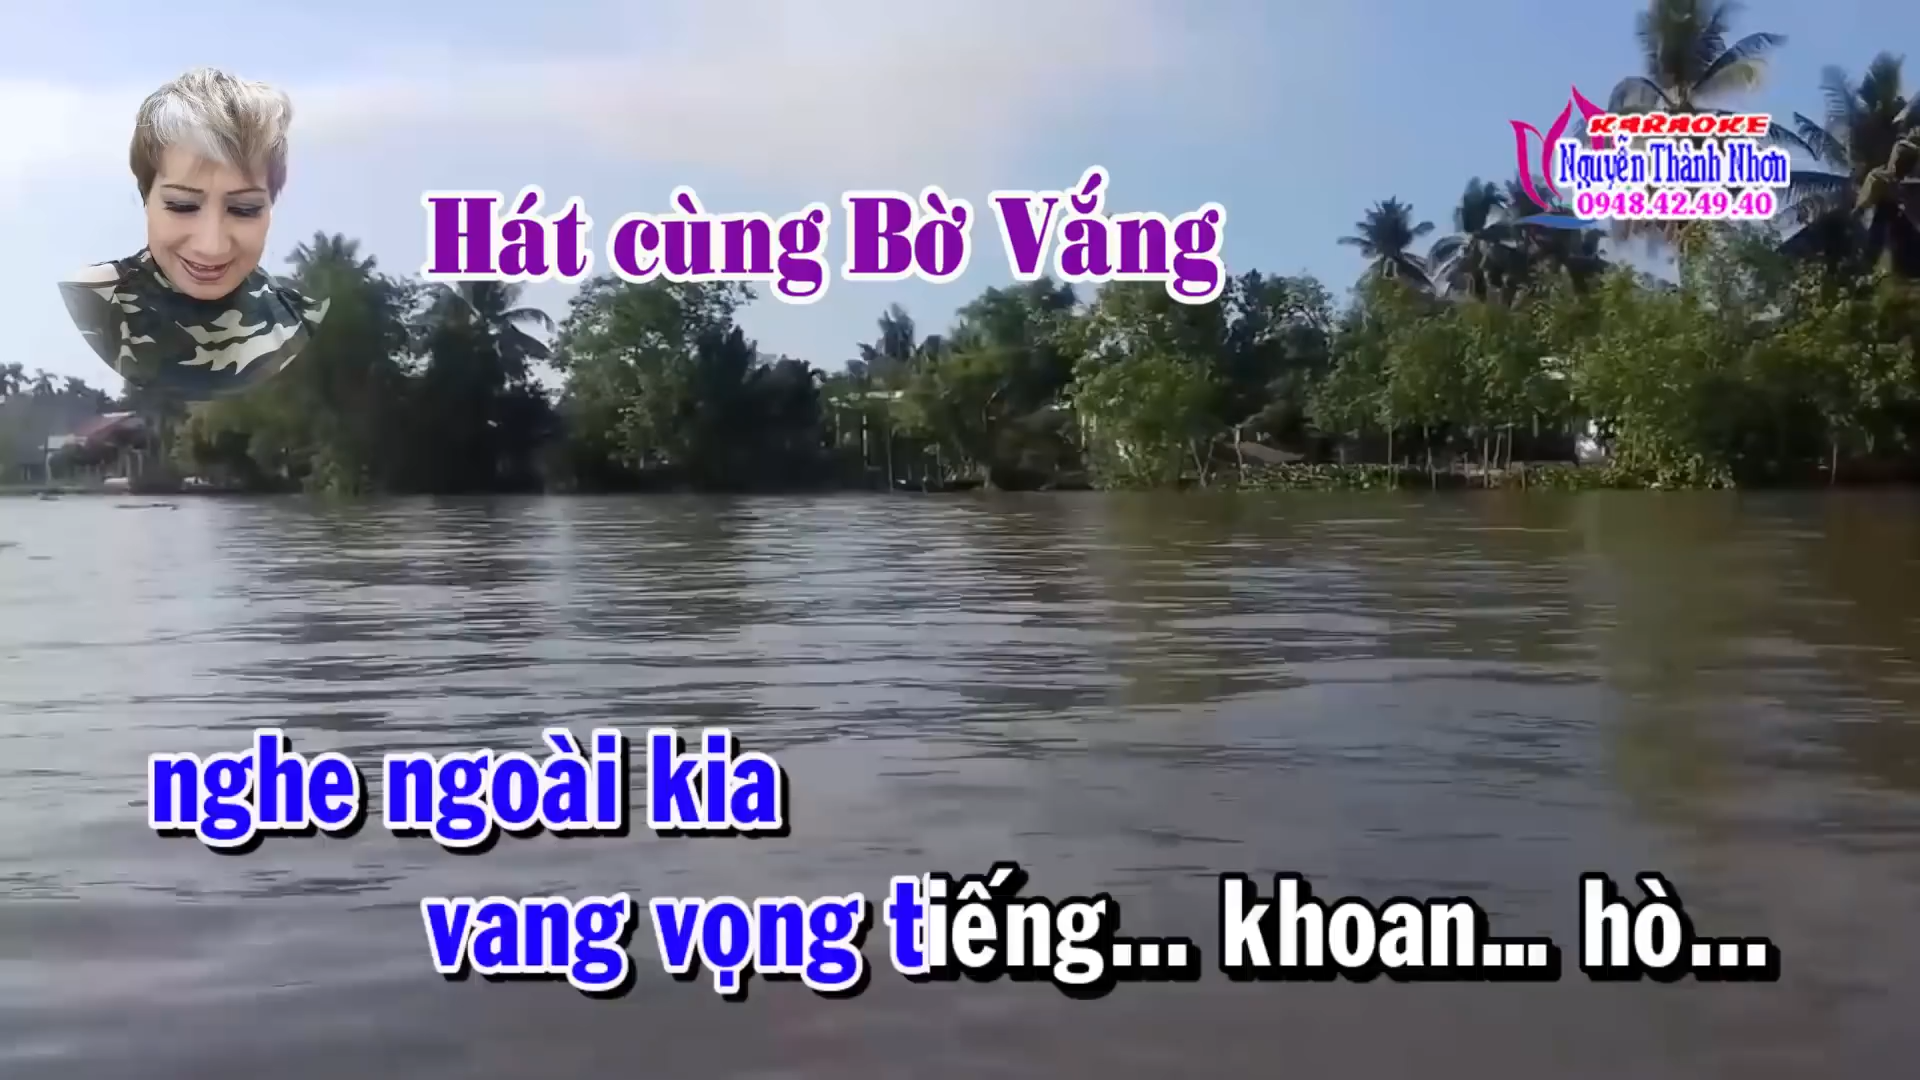 KARAOKE
Nguyễn Thành Nhơn
0948.42.49.40
Hát cùng Bờ Vắng
nghe ngoài kia
vang vọng tiếng... khoan... hò...